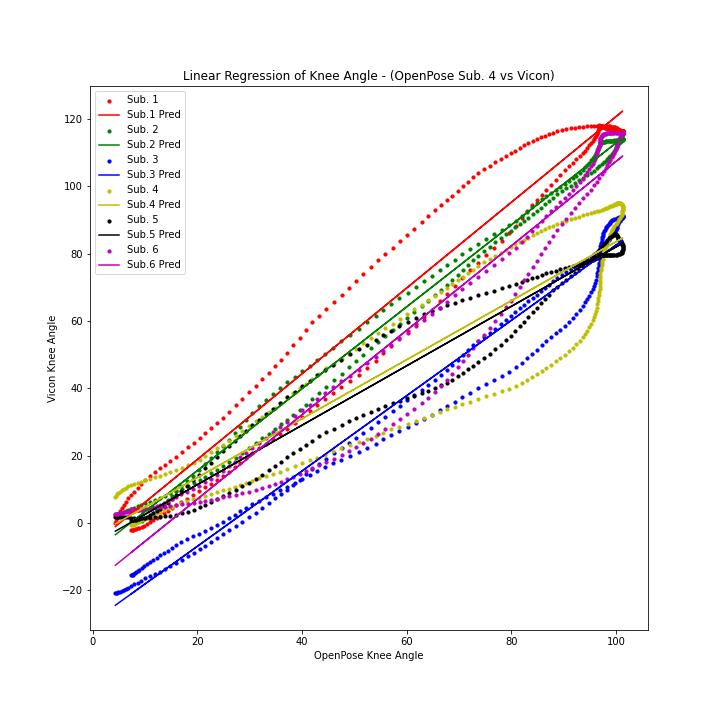 Linear Regression of Knee Angle - (OpenPose Sub. 4 vs Vicon)
Sub. 1
Sub.1 Pred
Sub. 2
Sub.2 Pred
Sub. 3
Sub.3 Pred
Sub. 4
Sub.4 Pred
Sub. 5
Sub.5 Pred
Sub. 6
Sub.6 Pred
120
100
80
60
40
20
0
−20
Vicon Knee Angle
0 20 40 60 80 100
OpenPose Knee Angle